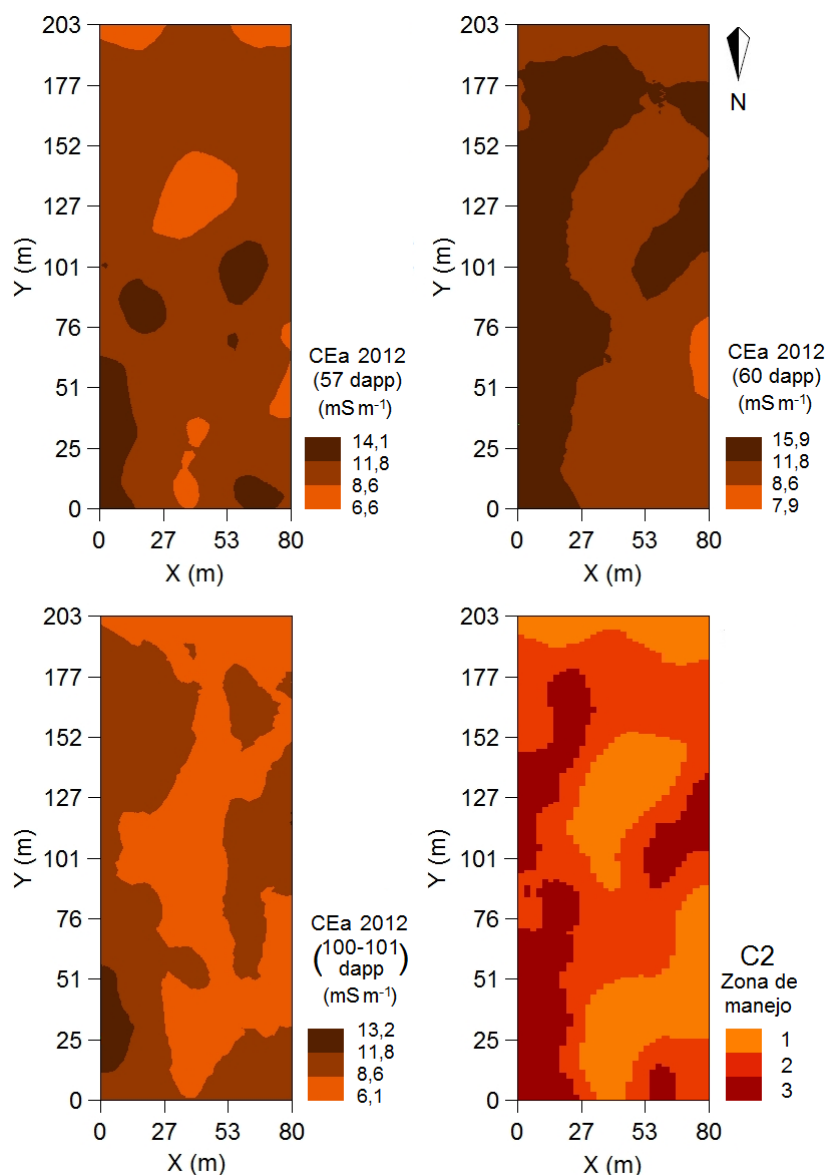 203
177
152
127
101
76
51
25
0
Y (m)
0 27 53 80
X (m)
CEa 2012
(57 dapp)
(mS m⁻¹)
14,1
11,8
8,6
6,6
203
177
152
127
101
76
51
25
0
Y (m)
0 27 53 80
X (m)
N
CEa 2012
(60 dapp)
(mS m⁻¹)
15,9
11,8
8,6
7,9
203
177
152
127
101
76
51
25
0
Y (m)
0 27 53 80
X (m)
CEa 2012
(100-101
dapp)
(mS m⁻¹)
13,2
11,8
8,6
6,1
203
177
152
127
101
76
51
25
0
Y (m)
0 27 53 80
X (m)
C2
Zona de
manejo
1
2
3